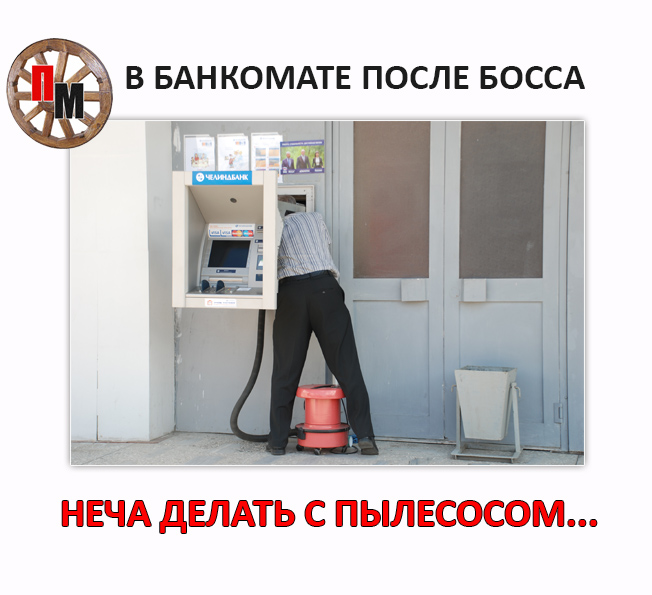 ПМ
В БАНКОМАТЕ ПОСЛЕ БОССА
ЧЕЛИНДБАНК
НЕЧА ДЕЛАТЬ С ПЫЛЕСОСОМ...